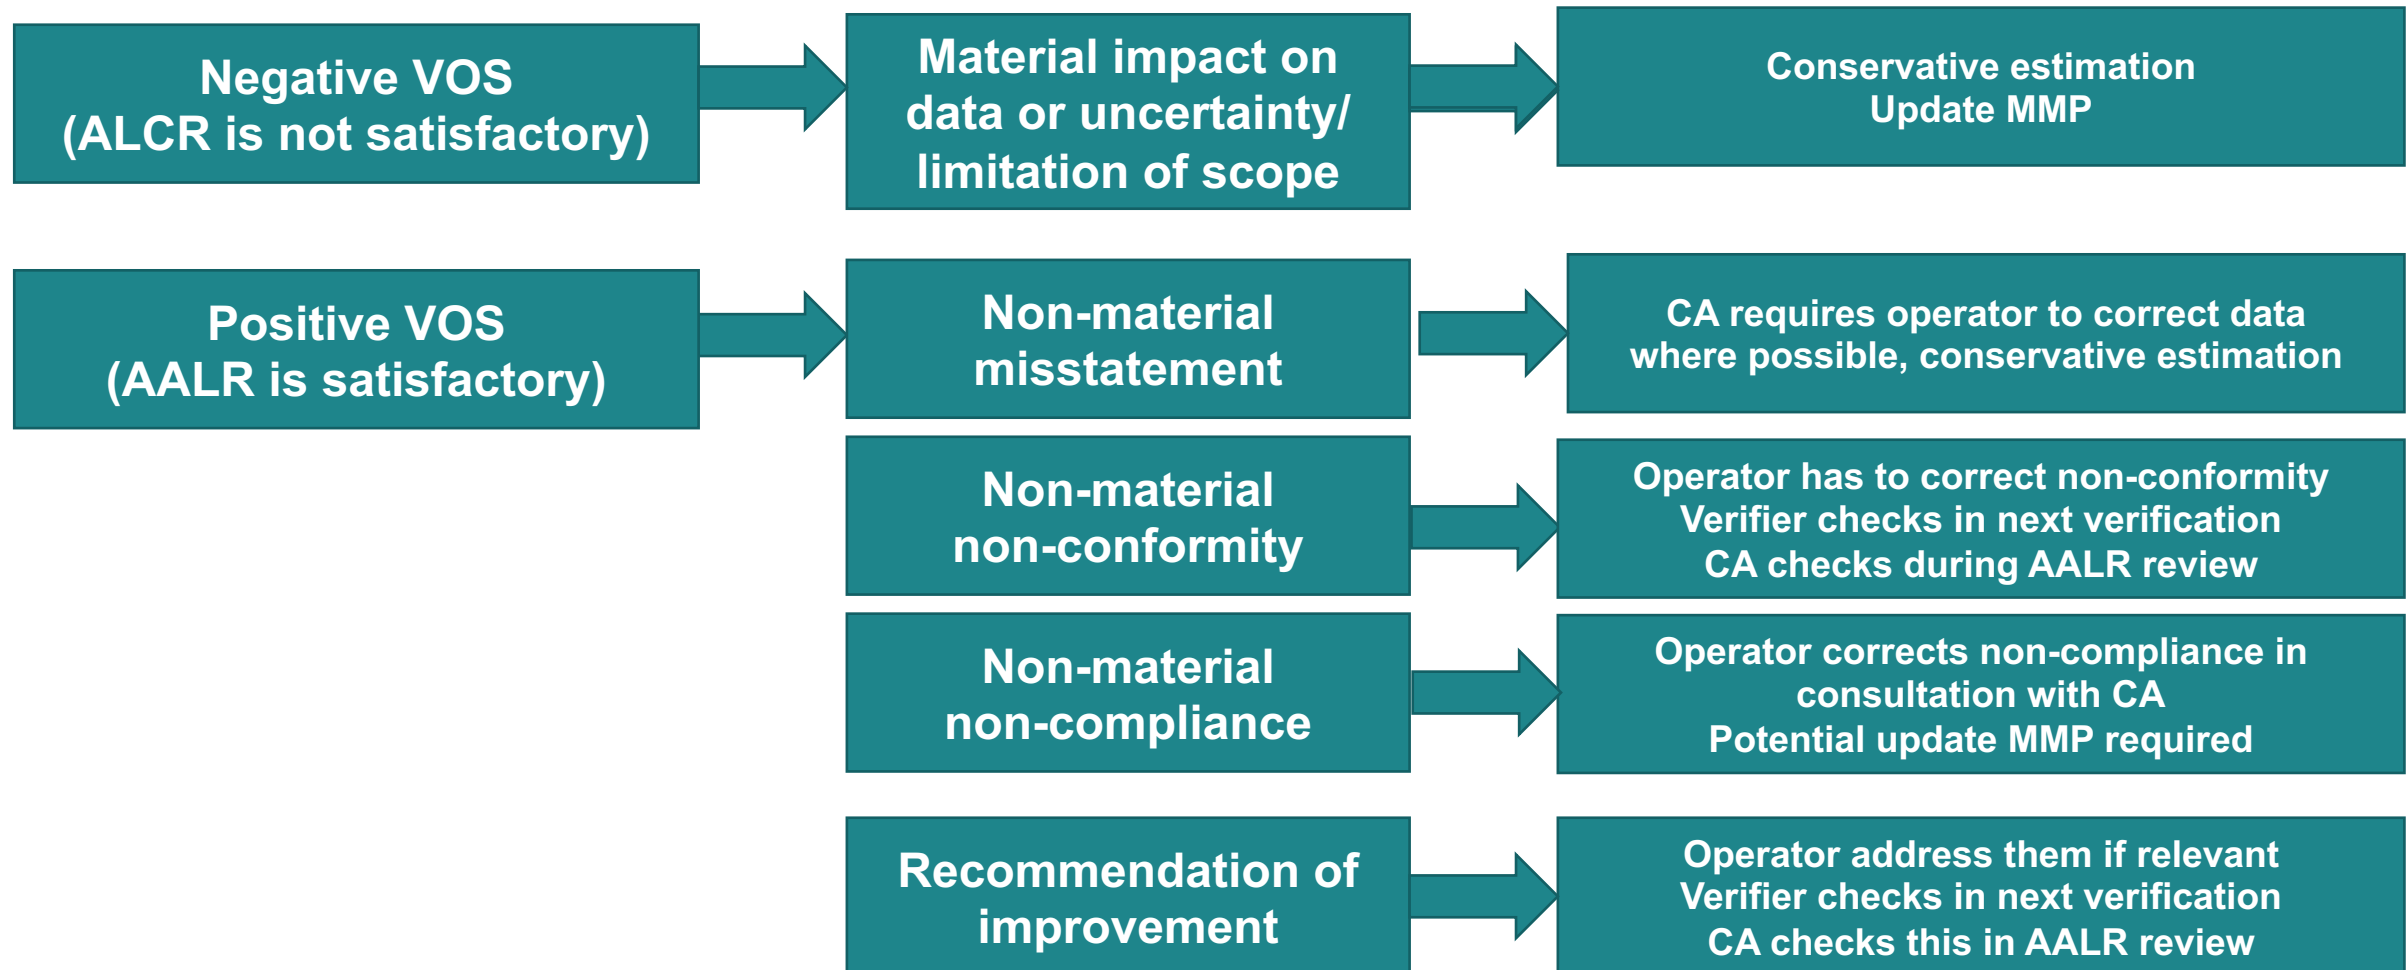 Negative VOS
(ALCR is not satisfactory)
Material impact on
data or uncertainty/
limitation of scope
Conservative estimation
Update MMP
Positive VOS
(AALR is satisfactory)
Non-material
misstatement
CA requires operator to correct data
where possible, conservative estimation
Non-material
non-conformity
Operator has to correct non-conformity
Verifier checks in next verification
CA checks during AALR review
Non-material
non-compliance
Operator corrects non-compliance in
consultation with CA
Potential update MMP required
Recommendation of
improvement
Operator address them if relevant
Verifier checks in next verification
CA checks this in AALR review